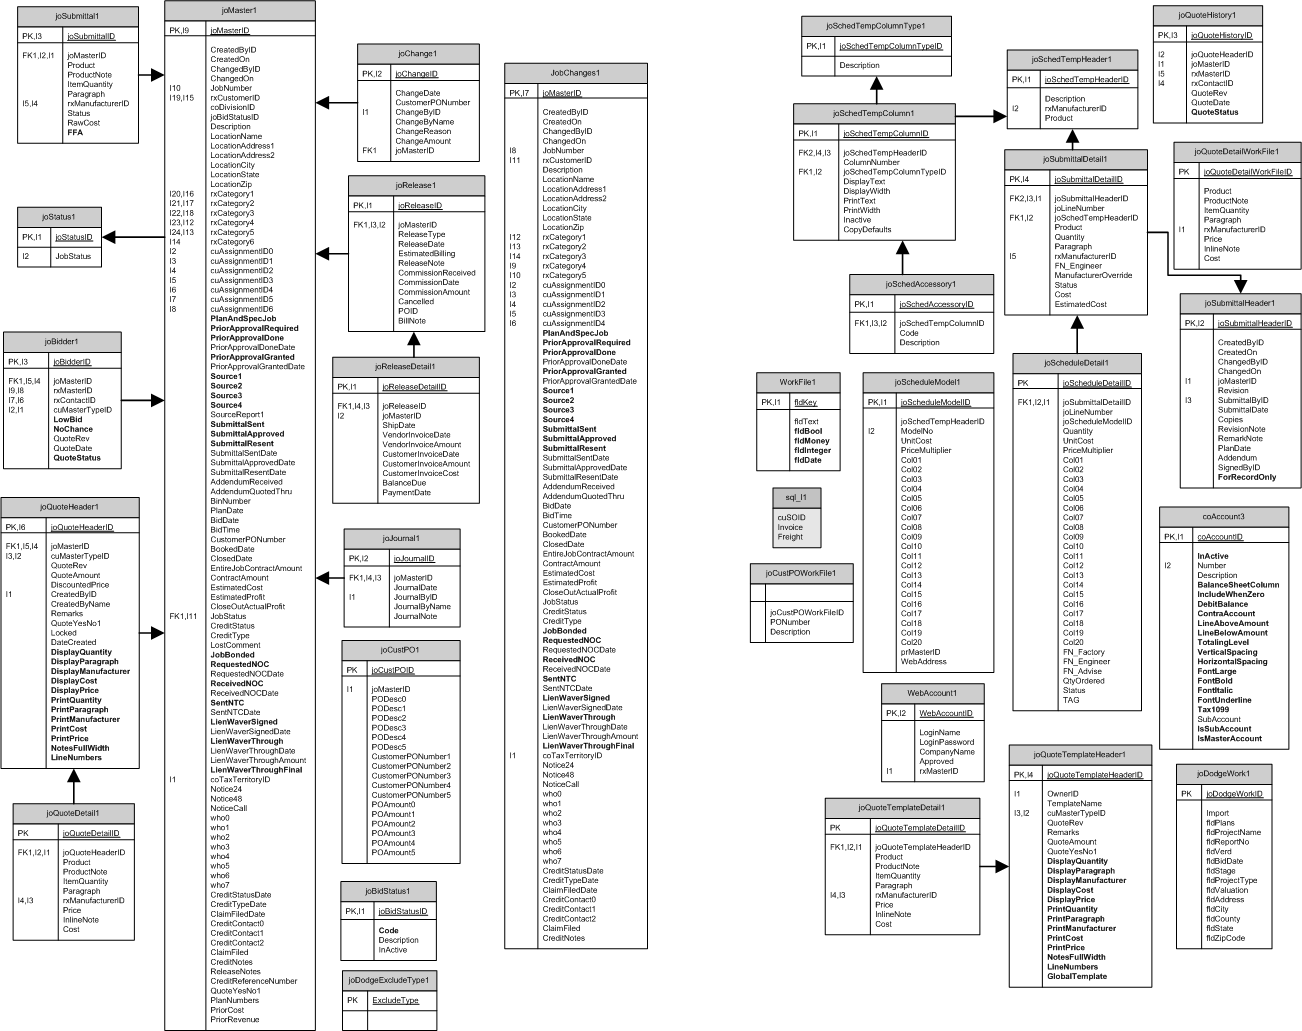 joSubmittal1
PK,I3 joSubmittalID
FK1,I2,I1 joMasterID
Product
ProductNote
ItemQuantity
Paragraph
I5,I4 rxManufacturerID
Status
RawCost
FFA
joStatus1
PK,I1 joStatusID
I2 JobStatus
joBidder1
PK,I3 joBidderID
FK1,I5,I4 joMasterID
I9,I8 rxMasterID
I7,I6 rxContactID
I2,I1 cuMasterTypeID
LowBid
NoChance
QuoteRev
QuoteDate
QuoteStatus
joQuoteHeader1
PK,I6 joQuoteHeaderID
FK1,I5,I4 joMasterID
I3,I2 cuMasterTypeID
QuoteRev
QuoteAmount
DiscountedPrice
I1 CreatedByID
CreatedByName
Remarks
QuoteYesNo1
Locked
DateCreated
DisplayQuantity
DisplayParagraph
DisplayManufacturer
DisplayCost
DisplayPrice
PrintQuantity
PrintParagraph
PrintManufacturer
PrintCost
PrintPrice
NotesFullWidth
LineNumbers
joQuoteDetail1
PK joQuoteDetailID
FK1,I2,I1 joQuoteHeaderID
Product
ProductNote
ItemQuantity
Paragraph
I4,I3 rxManufacturerID
Price
InlineNote
Cost
joMaster1
PK,I9 joMasterID
CreatedByID
CreatedOn
ChangedByID
ChangedOn
I10 JobNumber
I19,I15 rxCustomerID
coDivisionID
joBidStatusID
Description
LocationName
LocationAddress1
LocationAddress2
LocationCity
LocationState
LocationZip
I20,I16 rxCategory1
I21,I17 rxCategory2
I22,I18 rxCategory3
I23,I12 rxCategory4
I24,I13 rxCategory5
I14 rxCategory6
I2 cuAssignmentID0
I3 cuAssignmentID1
I4 cuAssignmentID2
I5 cuAssignmentID3
I6 cuAssignmentID4
I7 cuAssignmentID5
I8 cuAssignmentID6
PlanAndSpecJob
PriorApprovalRequired
PriorApprovalDone
PriorApprovalDoneDate
PriorApprovalGranted
PriorApprovalGrantedDate
Source1
Source2
Source3
Source4
SourceReport1
SubmittalSent
SubmittalApproved
SubmittalResent
SubmittalSentDate
SubmittalApprovedDate
SubmittalResentDate
AddendumReceived
AddendumQuotedThru
BinNumber
PlanDate
BidDate
BidTime
CustomerPONumber
BookedDate
ClosedDate
EntireJobContractAmount
ContractAmount
EstimatedCost
EstimatedProfit
CloseOutActualProfit
FK1,I11 JobStatus
CreditStatus
CreditType
LostComment
JobBonded
RequestedNOC
RequestedNOCDate
ReceivedNOC
ReceivedNOCDate
SentNTC
SentNTCDate
LienWaverSigned
LienWaverSignedDate
LienWaverThrough
LienWaverThroughDate
LienWaverThroughAmount
LienWaverThroughFinal
I1 coTaxTerritoryID
Notice24
Notice48
NoticeCall
who0
who1
who2
who3
who4
who5
who6
who7
CreditStatusDate
CreditTypeDate
ClaimFiledDate
CreditContact0
CreditContact1
CreditContact2
ClaimFiled
CreditNotes
ReleaseNotes
CreditReferenceNumber
QuoteYesNo1
PlanNumbers
PriorCost
PriorRevenue
joChange1
PK,I2 joChangeID
ChangeDate
CustomerPONumber
I1 ChangeByID
ChangeByName
ChangeReason
ChangeAmount
FK1 joMasterID
joRelease1
PK,I1 joReleaseID
FK1,I3,I2 joMasterID
ReleaseType
ReleaseDate
EstimatedBilling
ReleaseNote
CommissionReceived
CommissionDate
CommissionAmount
Cancelled
POID
BillNote
joReleaseDetail1
PK,I1 joReleaseDetailID
FK1,I4,I3 joReleaseID
I2 joMasterID
ShipDate
VendorInvoiceDate
VendorInvoiceAmount
CustomerInvoiceDate
CustomerInvoiceAmount
CustomerInvoiceCost
BalanceDue
PaymentDate
joJournal1
PK,I2 joJournalID
FK1,I4,I3 joMasterID
JournalDate
I1 JournalByID
JournalByName
JournalNote
joCustPO1
PK joCustPOID
I1 joMasterID
PODesc0
PODesc1
PODesc2
PODesc3
PODesc4
PODesc5
CustomerPONumber1
CustomerPONumber2
CustomerPONumber3
CustomerPONumber4
CustomerPONumber5
POAmount0
POAmount1
POAmount2
POAmount3
POAmount4
POAmount5
joBidStatus1
PK,I1 joBidStatusID
Code
Description
InActive
joDodgeExcludeType1
PK ExcludeType
JobChanges1
PK,I7 joMasterID
CreatedByID
CreatedOn
ChangedByID
ChangedOn
I8 JobNumber
I11 rxCustomerID
Description
LocationName
LocationAddress1
LocationAddress2
LocationCity
LocationState
LocationZip
I12 rxCategory1
I13 rxCategory2
I14 rxCategory3
I9 rxCategory4
I10 rxCategory5
I2 cuAssignmentID0
I3 cuAssignmentID1
I4 cuAssignmentID2
I5 cuAssignmentID3
I6 cuAssignmentID4
PlanAndSpecJob
PriorApprovalRequired
PriorApprovalDone
PriorApprovalDoneDate
PriorApprovalGranted
PriorApprovalGrantedDate
Source1
Source2
Source3
Source4
SubmittalSent
SubmittalApproved
SubmittalResent
SubmittalSentDate
SubmittalApprovedDate
SubmittalResentDate
AddendumReceived
AddendumQuotedThru
BidDate
BidTime
CustomerPONumber
BookedDate
ClosedDate
EntireJobContractAmount
ContractAmount
EstimatedCost
EstimatedProfit
CloseOutActualProfit
JobStatus
CreditStatus
CreditType
JobBonded
RequestedNOC
RequestedNOCDate
ReceivedNOC
ReceivedNOCDate
SentNTC
SentNTCDate
LienWaverSigned
LienWaverSignedDate
LienWaverThrough
LienWaverThroughDate
LienWaverThroughAmount
LienWaverThroughFinal
I1 coTaxTerritoryID
Notice24
Notice48
NoticeCall
who0
who1
who2
who3
who4
who5
who6
who7
CreditStatusDate
CreditTypeDate
ClaimFiledDate
CreditContact0
CreditContact1
CreditContact2
ClaimFiled
CreditNotes
joSchedTempColumnType1
PK,I1 joSchedTempColumnTypeID
Description
joSchedTempColumn1
PK,I1 joSchedTempColumnID
FK2,I4,I3 joSchedTempHeaderID
ColumnNumber
FK1,I2 joSchedTempColumnTypeID
DisplayText
DisplayWidth
PrintText
PrintWidth
Inactive
CopyDefaults
joSchedAccessory1
PK,I1 joSchedAccessoryID
FK1,I3,I2 joSchedTempColumnID
Code
Description
WorkFile1
PK,I1 fldKey
fldText
fldBool
fldMoney
fldInteger
fldDate
sql_I1
cuSOID
Invoice
Freight
joCustPOWorkFile1
joCustPOWorkFileID
PONumber
Description
joScheduleModel1
PK,I1 joScheduleModelID
joSchedTempHeaderID
I2 ModelNo
UnitCost
PriceMultiplier
Col01
Col02
Col03
Col04
Col05
Col06
Col07
Col08
Col09
Col10
Col11
Col12
Col13
Col14
Col15
Col16
Col17
Col18
Col19
Col20
prMasterID
WebAddress
WebAccount1
PK,I2 WebAccountID
LoginName
LoginPassword
CompanyName
Approved
I1 rxMasterID
joQuoteTemplateDetail1
PK joQuoteTemplateDetailID
FK1,I2,I1 joQuoteTemplateHeaderID
Product
ProductNote
ItemQuantity
Paragraph
I4,I3 rxManufacturerID
Price
InlineNote
Cost
joSchedTempHeader1
PK,I1 joSchedTempHeaderID
Description
I2 rxManufacturerID
Product
joSubmittalDetail1
PK,I4 joSubmittalDetailID
FK2,I3,I1 joSubmittalHeaderID
joLineNumber
FK1,I2 joSchedTempHeaderID
Product
Quantity
Paragraph
I5 rxManufacturerID
FN_Engineer
ManufacturerOverride
Status
Cost
EstimatedCost
joScheduleDetail1
PK joScheduleDetailID
FK1,I2,I1 joSubmittalDetailID
joLineNumber
joScheduleModelID
Quantity
UnitCost
PriceMultiplier
Col01
Col02
Col03
Col04
Col05
Col06
Col07
Col08
Col09
Col10
Col11
Col12
Col13
Col14
Col15
Col16
Col17
Col18
Col19
Col20
FN_Factory
FN_Engineer
FN_Advise
QtyOrdered
Status
TAG
joQuoteTemplateHeader1
PK,I4 joQuoteTemplateHeaderID
I1 OwnerID
TemplateName
I3,I2 cuMasterTypeID
QuoteRev
Remarks
QuoteAmount
QuoteYesNo1
DisplayQuantity
DisplayParagraph
DisplayManufacturer
DisplayCost
DisplayPrice
PrintQuantity
PrintParagraph
PrintManufacturer
PrintCost
PrintPrice
NotesFullWidth
LineNumbers
GlobalTemplate
joQuoteHistory1
PK,I3 joQuoteHistoryID
I2 joQuoteHeaderID
I1 joMasterID
I5 rxMasterID
I4 rxContactID
QuoteRev
QuoteDate
QuoteStatus
joQuoteDetailWorkFile1
PK joQuoteDetailWorkFileID
Product
ProductNote
ItemQuantity
Paragraph
I1 rxManufacturerID
Price
InlineNote
Cost
joSubmittalHeader1
PK,I2 joSubmittalHeaderID
CreatedByID
CreatedOn
ChangedByID
ChangedOn
I1 joMasterID
Revision
I3 SubmittalByID
SubmittalDate
Copies
RevisionNote
RemarkNote
PlanDate
Addendum
SignedByID
ForRecordOnly
coAccount3
PK,I1 coAccountID
InActive
I2 Number
Description
BalanceSheetColumn
IncludeWhenZero
DebitBalance
ContraAccount
LineAboveAmount
LineBelowAmount
TotalingLevel
VerticalSpacing
HorizontalSpacing
FontLarge
FontBold
FontItalic
FontUnderline
Tax1099
SubAccount
IsSubAccount
IsMasterAccount
joDodgeWork1
PK joDodgeWorkID
Import
fldPlans
fldProjectName
fldReportNo
fldVerd
fldBidDate
fldStage
fldProjectType
fldValuation
fldAddress
fldCity
fldCounty
fldState
fldZipCode